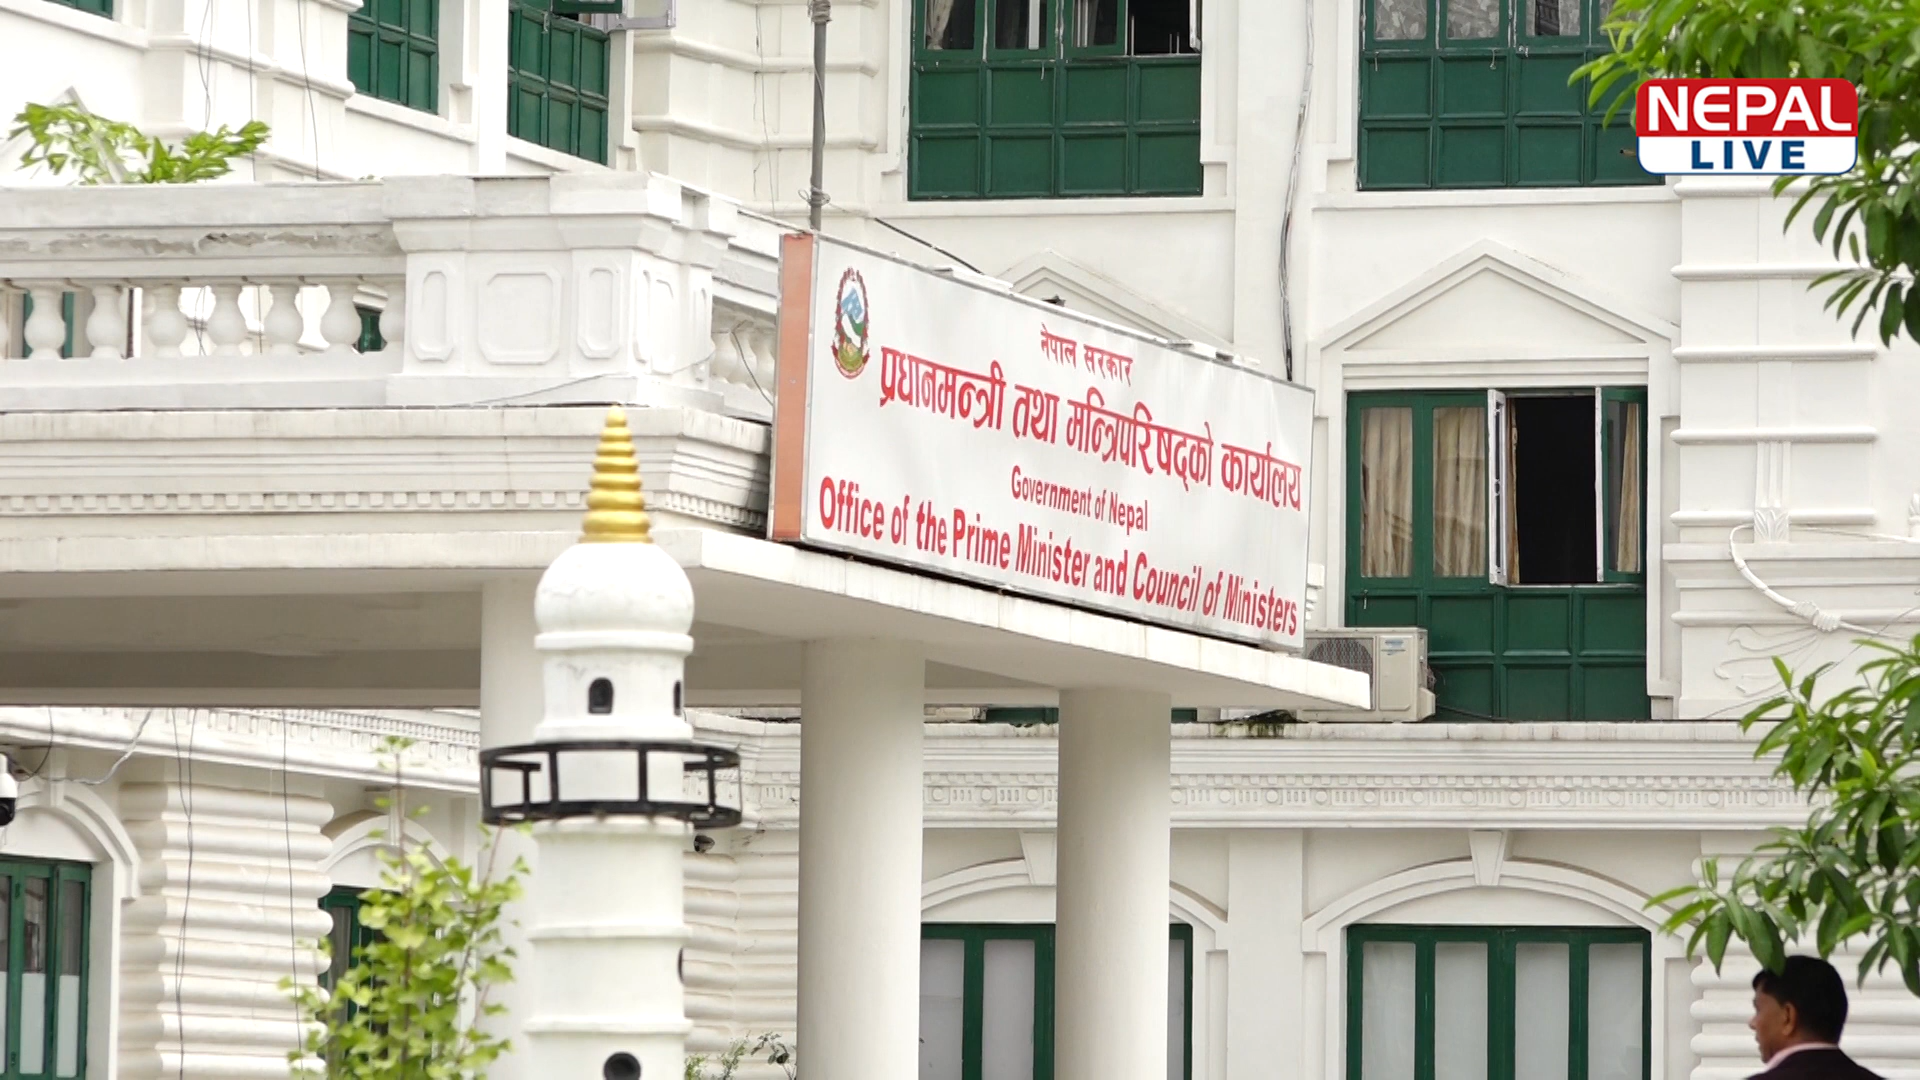 NEPAL
LIVE
नेपाल सरकार
प्रधानमन्त्री तथा मन्त्रिपरिषद्को कार्यालय
Government of Nepal
Office of the Prime Minister and Council of Ministers